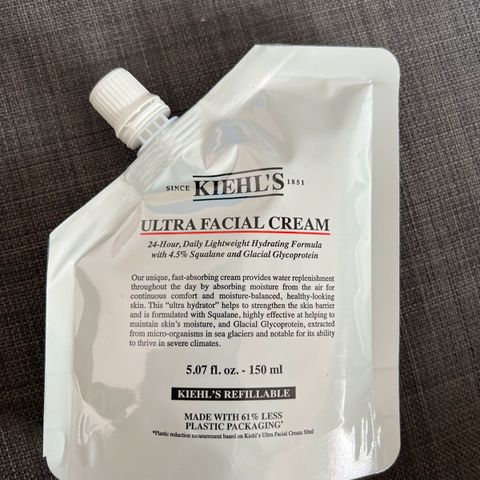 SINCE KIEHL'S 1851
ULTRA FACIAL CREAM
24-Hour, Daily Lightweight Hydrating Formula
with 4.5% Squalane and Glacial Glycoprotein
Our unique, fast-absorbing cream provides water replenishment
throughout the day by absorbing moisture from the air for
continuous comfort and moisture-balanced, healthy-looking
skin. This "ultra hydrator" helps to strengthen the skin barrier
and is formulated with Squalane, highly effective at helping to
maintain skin's moisture, and Glacial Glycoprotein, extracted
from micro-organisms in sea glaciers and notable for its ability
to thrive in severe climates.
5.07 fl. oz. - 150 ml
KIEHL'S REFILLABLE
MADE WITH 61% LESS
PLASTIC PACKAGING*
*Plastic reduction measurement based on Kiehl's Ultra Facial Cream 50ml